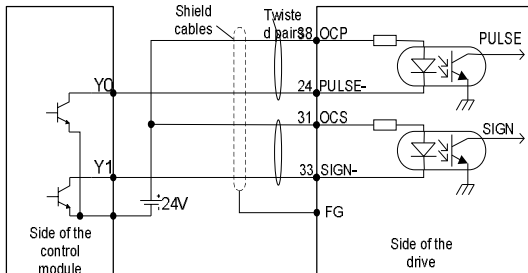 Shield
cables
Twiste
d pairs
38 OCP
PULSE
Y0
24 PULSE-
31 OCS
SIGN
Y1
33 SIGN-
24V
FG
Side of the
control
module
Side of the
drive